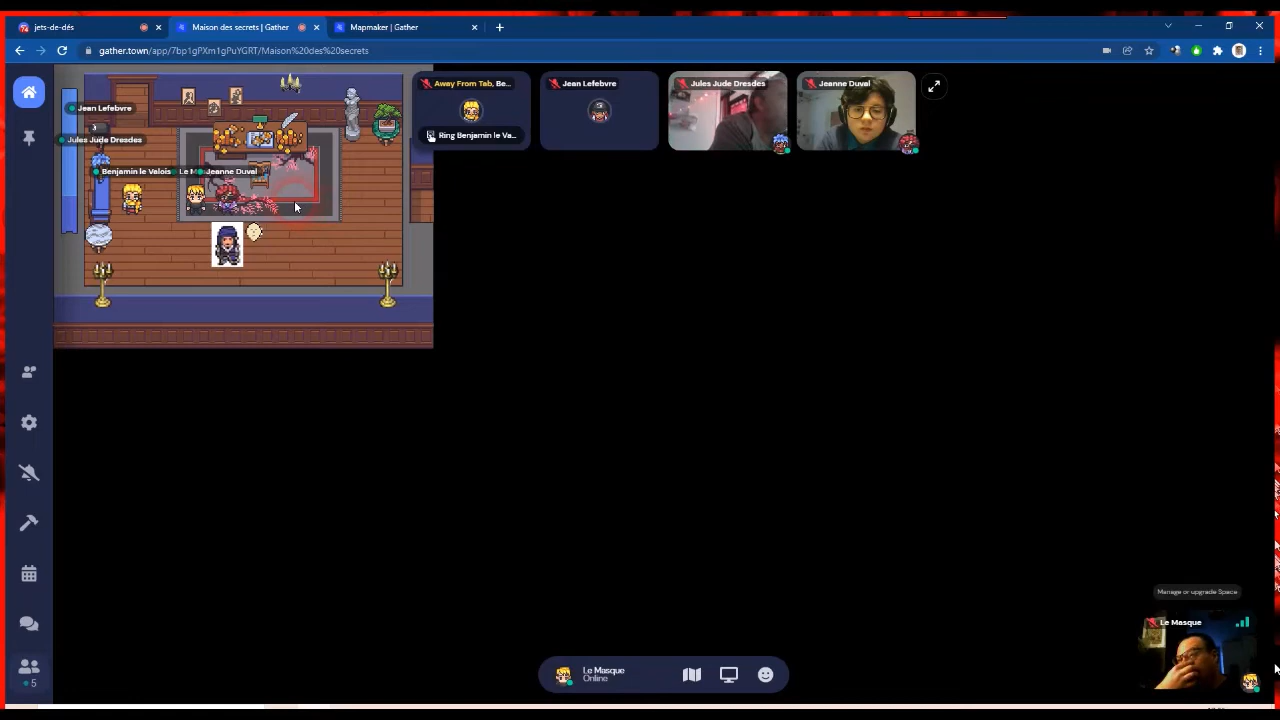 jets-de-dés
Maison des secrets | Gather
Mapmaker | Gather
gather.town/app/7bp1gPXm1gPuYGRT/Maison%20des%20secrets
Away From Tab, Be...
Ring Benjamin le Va...
Jean Lefebvre
Jules Jude Dresdes
Jeanne Duval
Jean Lefebvre
Jules Jude Dresdes
Benjamin le Valois
Le M
Jeanne Duval
5
Manage or upgrade Space
Le Masque
Le Masque
Online